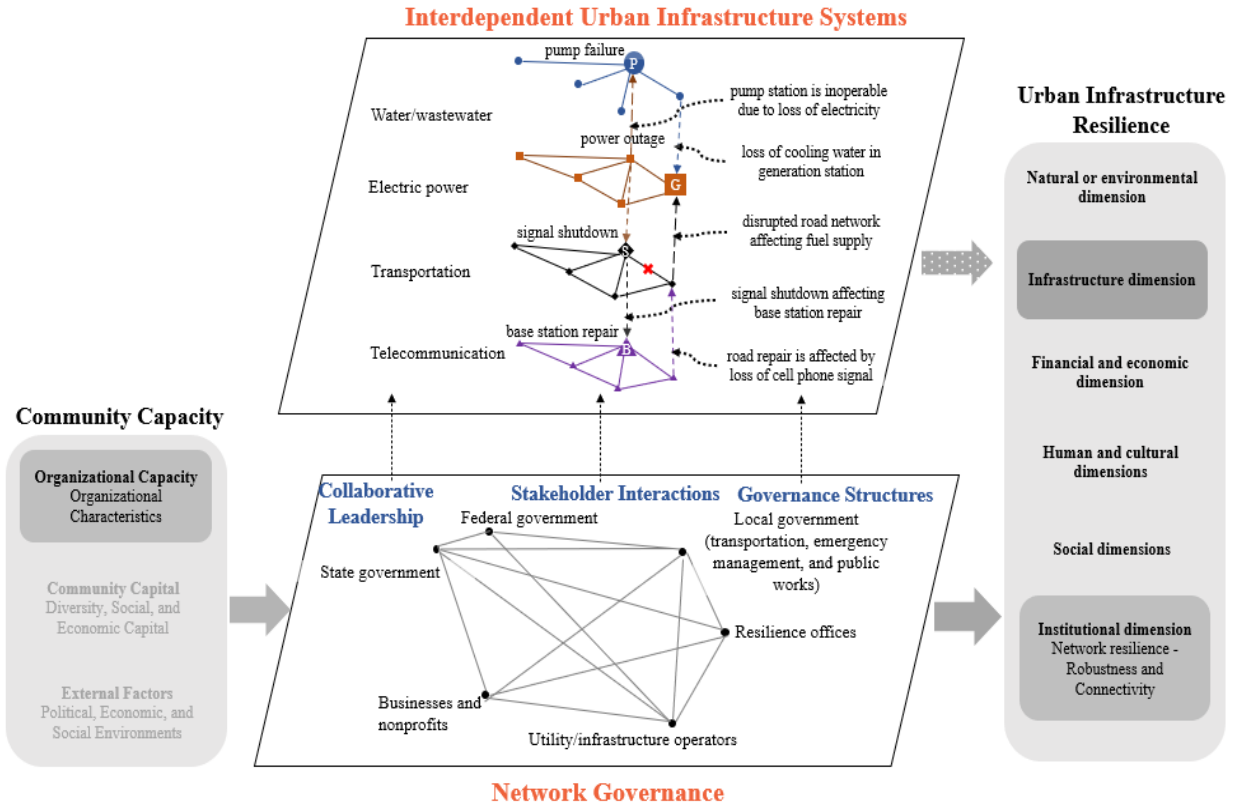 Interdependent Urban Infrastructure Systems
pump failure
P
Water/wastewater
pump station is inoperable
due to loss of electricity
power outage
loss of cooling water in
generation station
Electric power
G
signal shutdown
S
disrupted road network
affecting fuel supply
Transportation
signal shutdown affecting
base station repair
base station repair
B
Telecommunication
road repair is affected by
loss of cell phone signal
Community Capacity
Organizational Capacity
Organizational
Characteristics
Community Capital
Diversity, Social, and
Economic Capital
External Factors
Political, Economic, and
Social Environments
Collaborative
Leadership
Stakeholder Interactions
Governance Structures
Federal government
State government
Local government
(transportation, emergency
management, and public
works)
Resilience offices
Businesses and
nonprofits
Utility/infrastructure operators
Network Governance
Urban Infrastructure
Resilience
Natural or environmental
dimension
Infrastructure dimension
Financial and economic
dimension
Human and cultural
dimensions
Social dimensions
Institutional dimension
Network resilience -
Robustness and
Connectivity